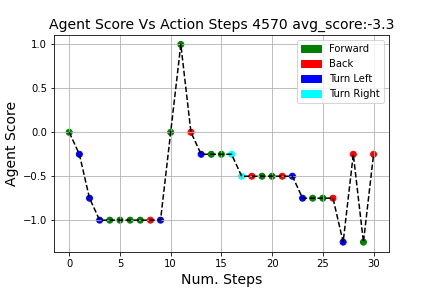 Agent Score Vs Action Steps 4570 avg_score:-3.3
1.0
0.5
0.0
−0.5
−1.0
Agent Score
Forward
Back
Turn Left
Turn Right
0 5 10 15 20 25 30
Num. Steps